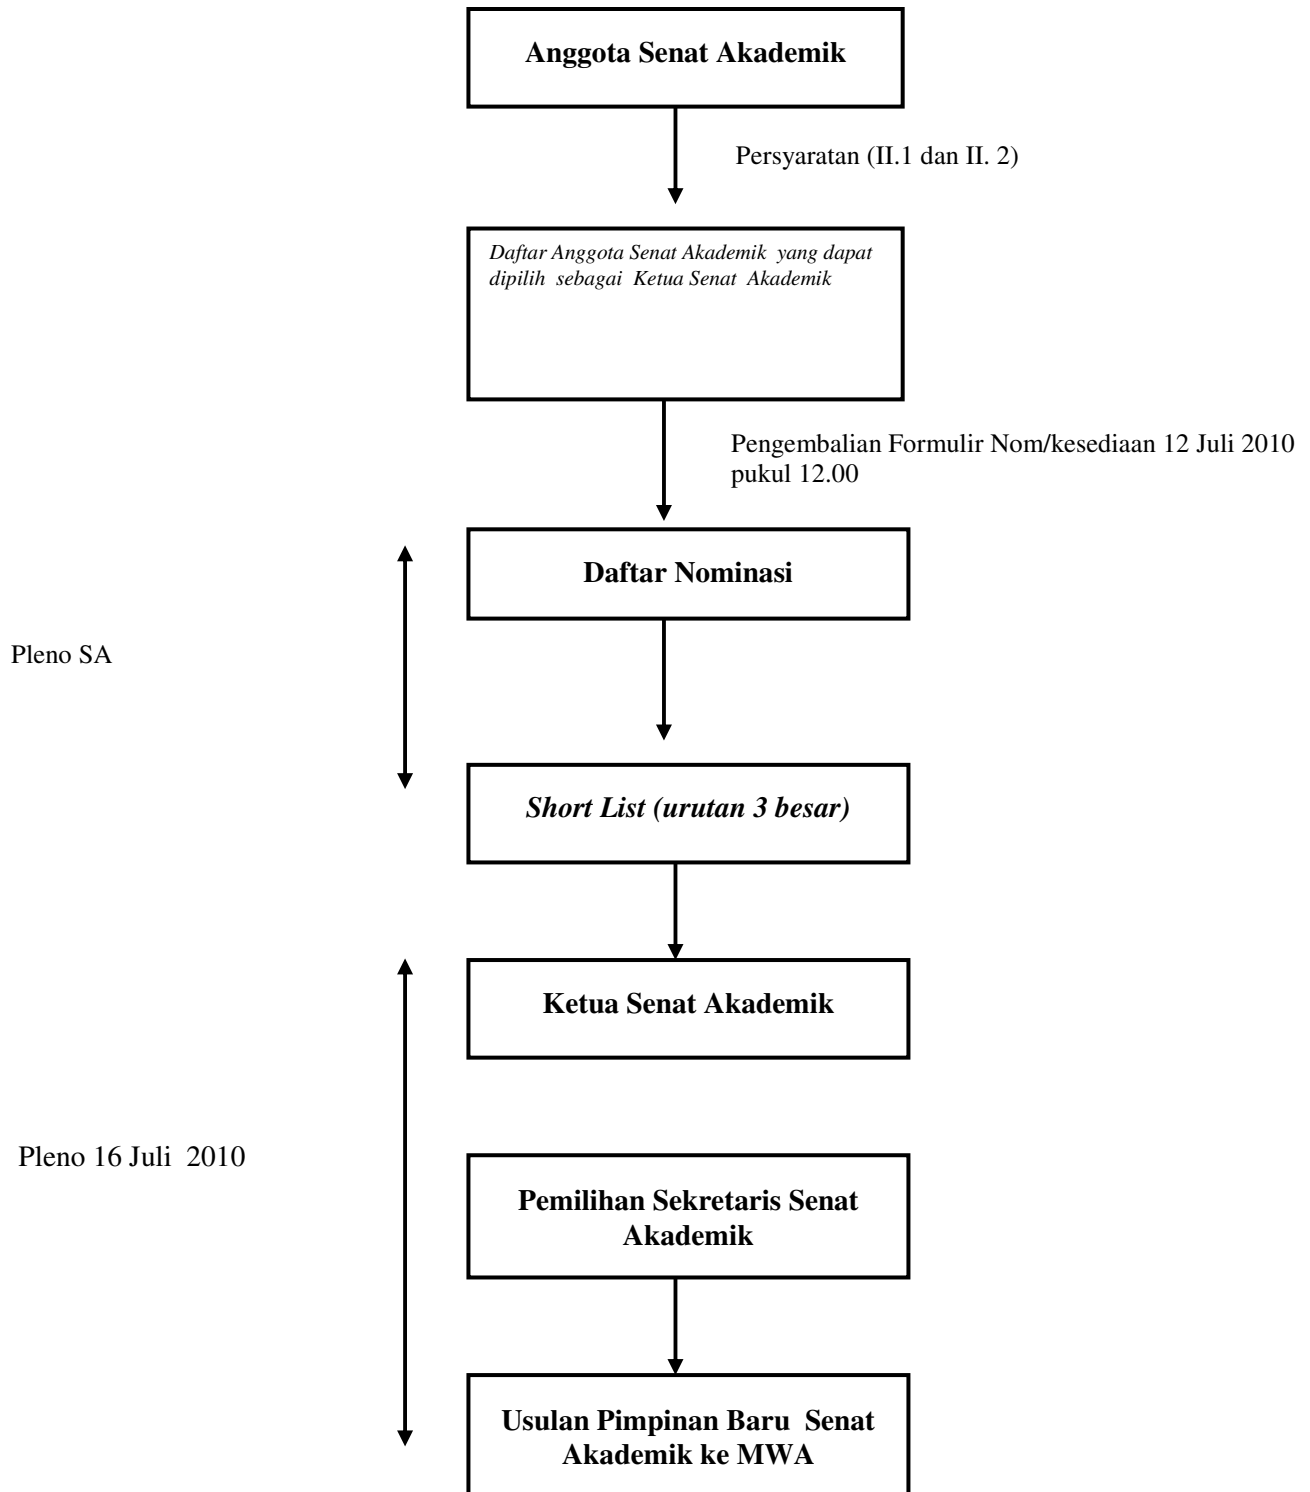 Anggota Senat Akademik
Persyaratan (II.1 dan II. 2)
Daftar Anggota Senat Akademik yang dapat
dipilih sebagai Ketua Senat Akademik
Pengembalian Formulir Nom/kesediaan 12 Juli 2010
pukul 12.00
Daftar Nominasi
Pleno SA
Short List (urutan 3 besar)
Ketua Senat Akademik
Pleno 16 Juli 2010
Pemilihan Sekretaris Senat
Akademik
Usulan Pimpinan Baru Senat
Akademik ke MWA